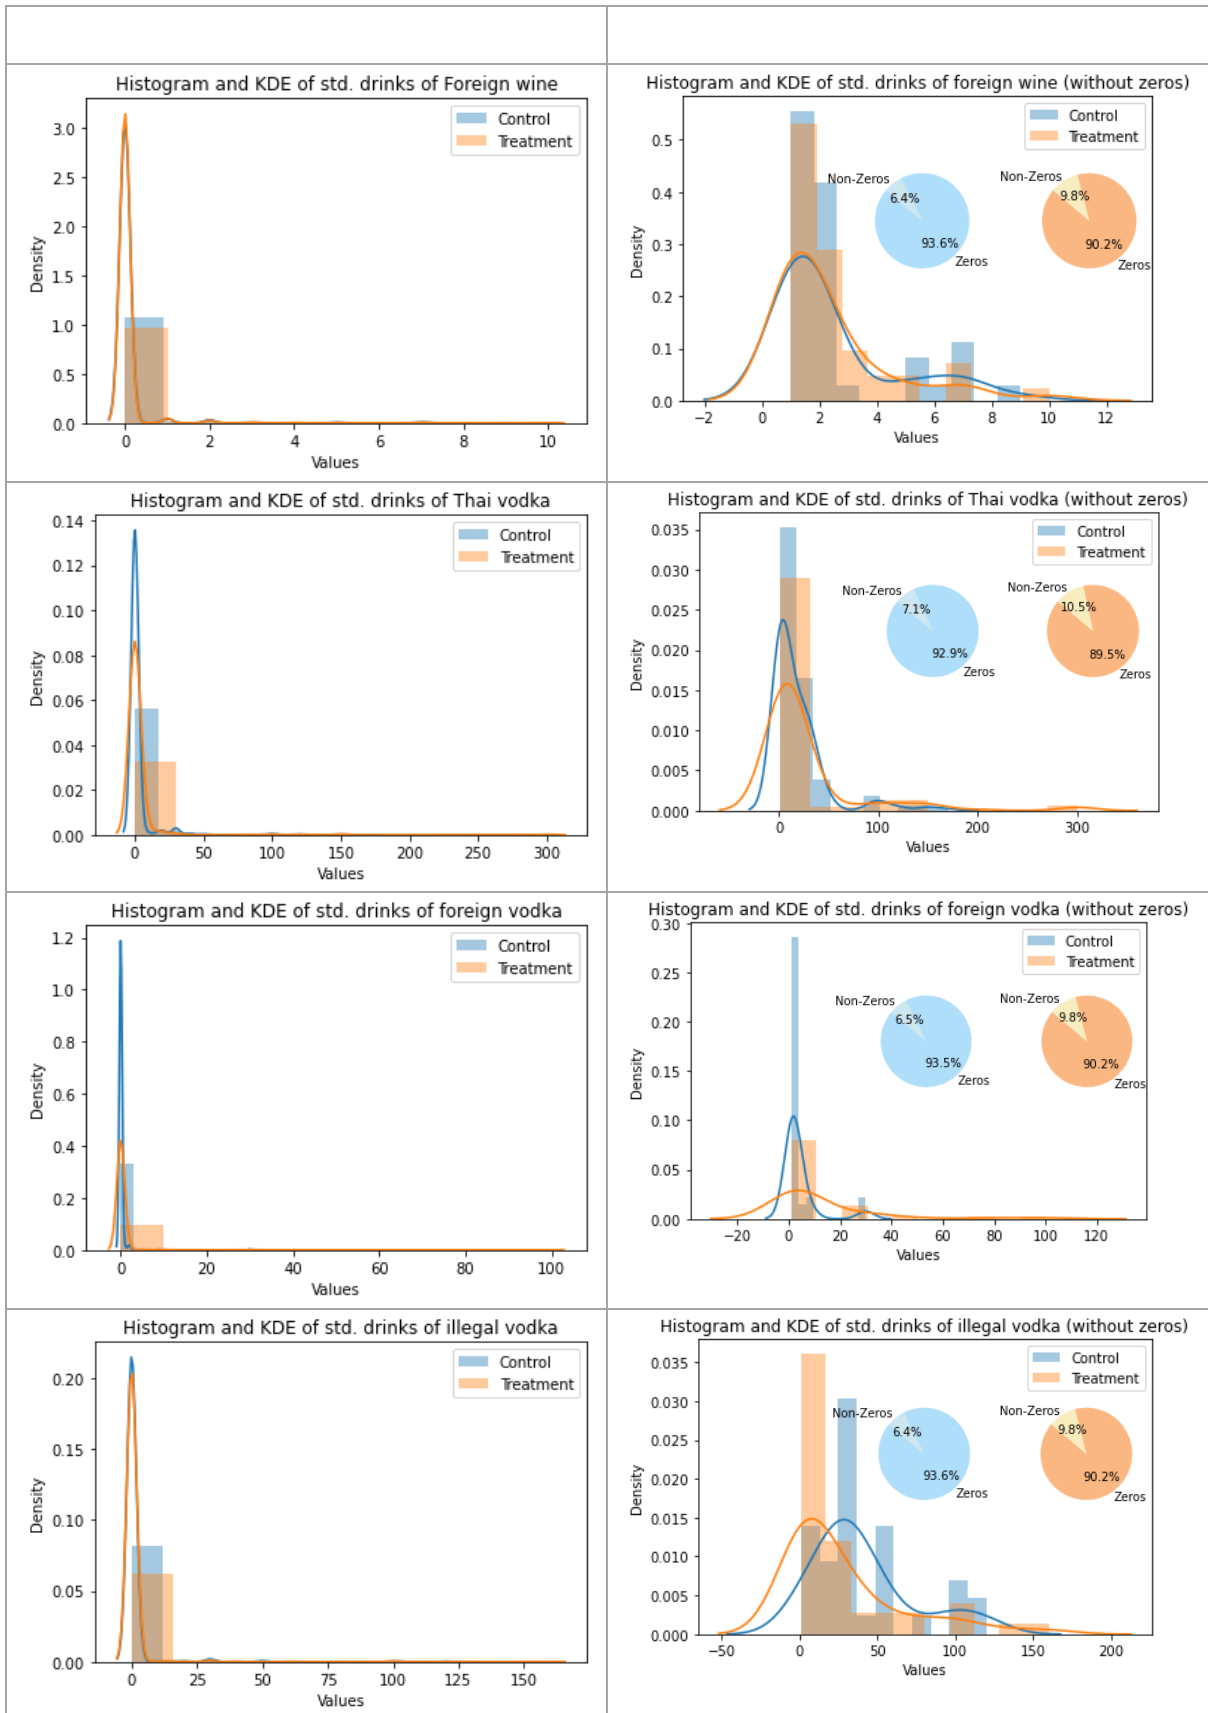 Histogram and KDE of std. drinks of Foreign wine
Control
Treatment
3.0
2.5
2.0
1.5
1.0
0.5
0.0
Density
0 2 4 6 8 10
Values
Histogram and KDE of std. drinks of foreign wine (without zeros)
Control
Treatment
0.5
0.4
0.3
0.2
0.1
0.0
Density
Non-Zeros
6.4%
93.6%
Zeros
Non-Zeros
9.8%
90.2%
Zeros
−2 0 2 4 6 8 10 12
Values
Histogram and KDE of std. drinks of Thai vodka
Control
Treatment
0.14
0.12
0.10
0.08
0.06
0.04
0.02
0.00
Density
0 50 100 150 200 250 300
Values
Histogram and KDE of std. drinks of Thai vodka (without zeros)
Control
Treatment
0.035
0.030
0.025
0.020
0.015
0.010
0.005
0.000
Density
Non-Zeros
7.1%
92.9%
Zeros
Non-Zeros
10.5%
89.5%
Zeros
0 100 200 300
Values
Histogram and KDE of std. drinks of foreign vodka
Control
Treatment
1.2
1.0
0.8
0.6
0.4
0.2
0.0
Density
0 20 40 60 80 100
Values
Histogram and KDE of std. drinks of foreign vodka (without zeros)
Control
Treatment
0.30
0.25
0.20
0.15
0.10
0.05
0.00
Density
Non-Zeros
6.5%
93.5%
Zeros
Non-Zeros
9.8%
90.2%
Zeros
−20 0 20 40 60 80 100 120
Values
Histogram and KDE of std. drinks of illegal vodka
Control
Treatment
0.20
0.15
0.10
0.05
0.00
Density
0 25 50 75 100 125 150
Values
Histogram and KDE of std. drinks of illegal vodka (without zeros)
Control
Treatment
0.035
0.030
0.025
0.020
0.015
0.010
0.005
0.000
Density
Non-Zeros
6.4%
93.6%
Zeros
Non-Zeros
9.8%
90.2%
Zeros
−50 0 50 100 150 200
Values